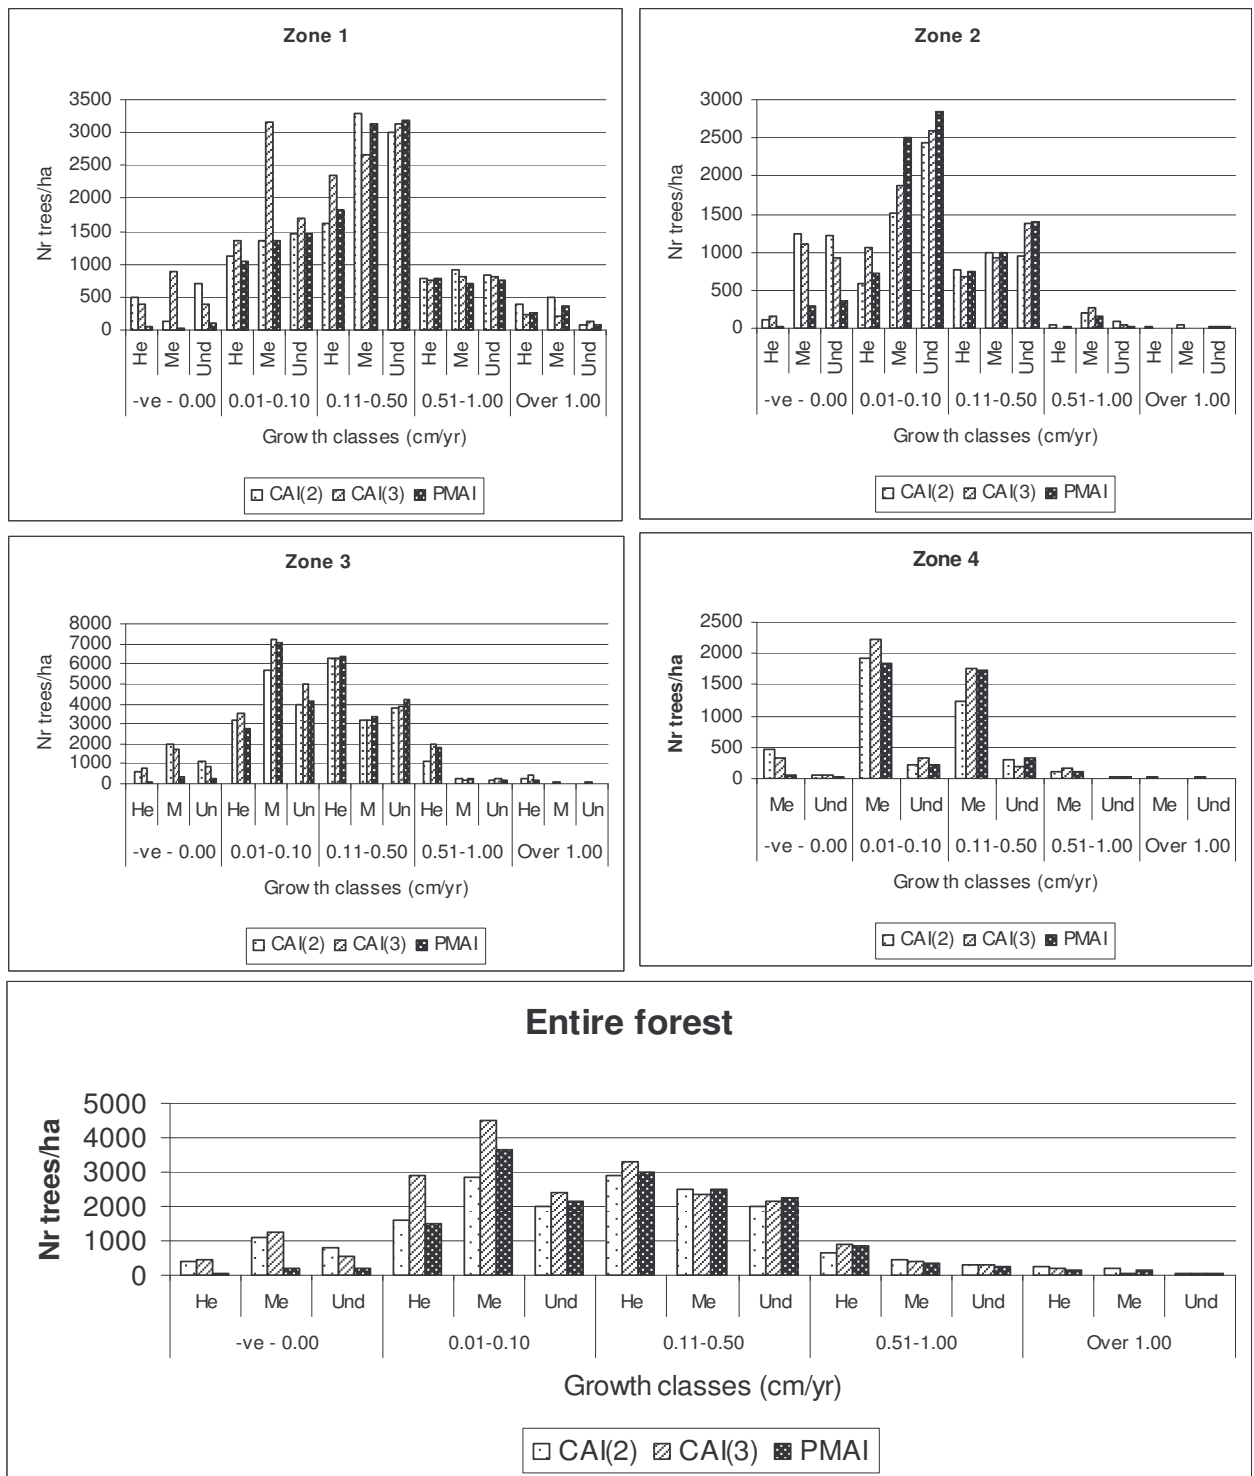 Zone 1
3500
3000
2500
2000
1500
1000
500
0
Nr trees/ha
He Me Und He Me Und He Me Und He Me Und He Me Und
-ve - 0.00 0.01-0.10 0.11-0.50 0.51-1.00 Over 1.00
Growth classes (cm/yr)
CAI(2) CAI(3) PMAI
Zone 2
3000
2500
2000
1500
1000
500
0
Nr trees/ha
He Me Und He Me Und He Me Und He Me Und He Me Und
-ve - 0.00 0.01-0.10 0.11-0.50 0.51-1.00 Over 1.00
Growth classes (cm/yr)
CAI(2) CAI(3) PMAI
Zone 3
8000
7000
6000
5000
4000
3000
2000
1000
0
Nr trees/ha
He M Un He M Un He M Un He M Un He M Un
-ve - 0.00 0.01-0.10 0.11-0.50 0.51-1.00 Over 1.00
Growth classes (cm/yr)
CAI(2) CAI(3) PMAI
Zone 4
2500
2000
1500
1000
500
0
Nr trees/ha
Me Und Me Und Me Und Me Und Me Und
-ve - 0.00 0.01-0.10 0.11-0.50 0.51-1.00 Over 1.00
Growth classes (cm/yr)
CAI(2) CAI(3) PMAI
Entire forest
5000
4000
3000
2000
1000
0
Nr trees/ha
He Me Und He Me Und He Me Und He Me Und He Me Und
-ve - 0.00 0.01-0.10 0.11-0.50 0.51-1.00 Over 1.00
Growth classes (cm/yr)
CAI(2) CAI(3) PMAI